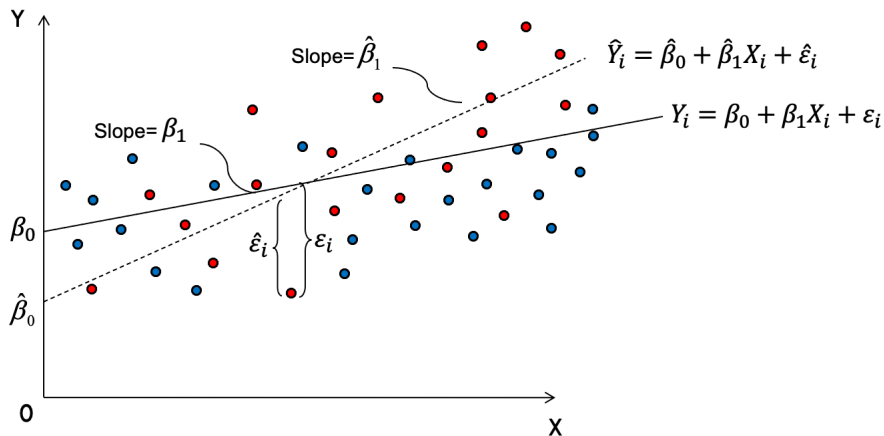 Y
Slope= β̂₁
Ŷᵢ = β̂₀ + β̂₁Xᵢ + ε̂ᵢ
Yᵢ = β₀ + β₁Xᵢ + εᵢ
Slope= β₁
β₀
ε̂ᵢ
εᵢ
β̂₀
0
X